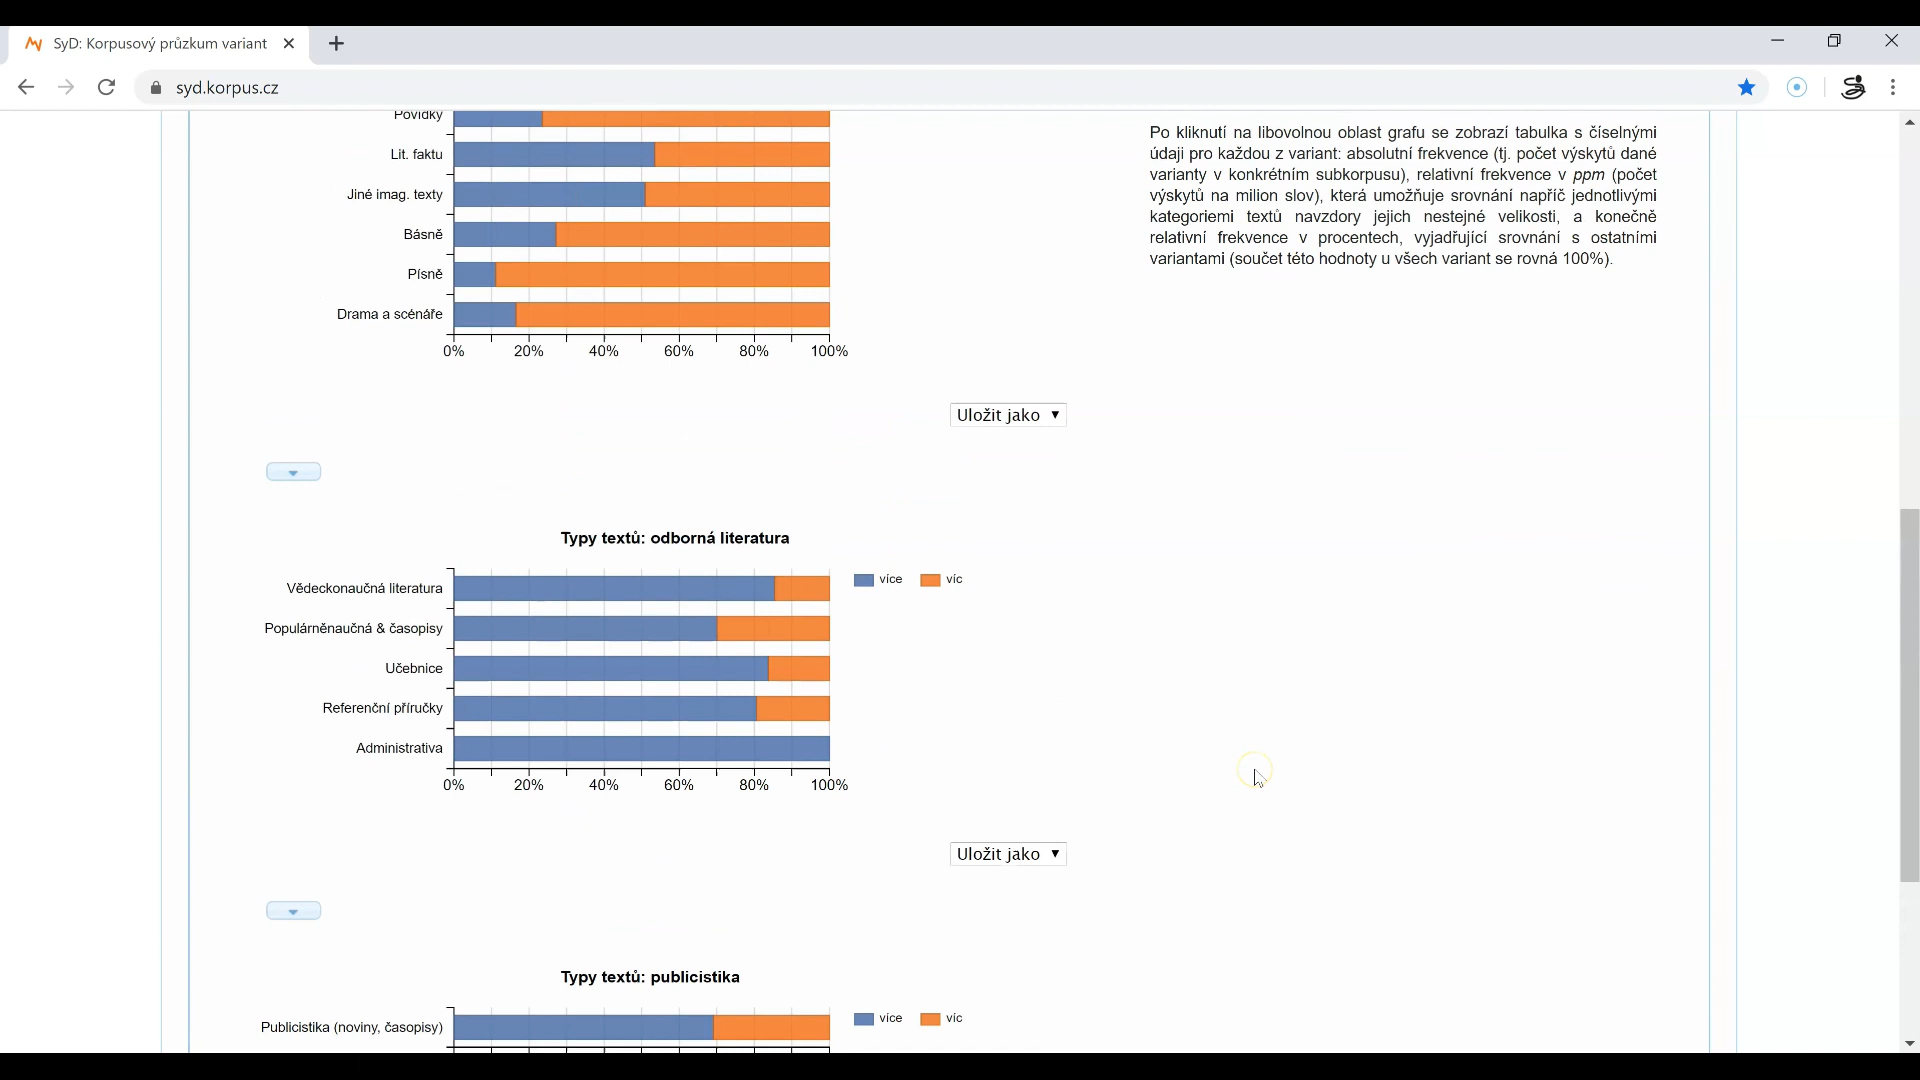 SyD: Korpusový průzkum variant
syd.korpus.cz
Povídky
Lit. faktu
Jiné imag. texty
Básně
Písně
Drama a scénáře
0% 20% 40% 60% 80% 100%
Po kliknutí na libovolnou oblast grafu se zobrazí tabulka s číselnými
údaji pro každou z variant: absolutní frekvence (tj. počet výskytů dané
varianty v konkrétním subkorpusu), relativní frekvence v ppm (počet
výskytů na milion slov), která umožňuje srovnání napříč jednotlivými
kategoriemi textů navzdory jejich nestejné velikosti, a konečně
relativní frekvence v procentech, vyjadřující srovnání s ostatními
variantami (součet této hodnoty u všech variant se rovná 100%).
Uložit jako
Typy textů: odborná literatura
více víc
Vědeckonaučná literatura
Populárněnaučná & časopisy
Učebnice
Referenční příručky
Administrativa
0% 20% 40% 60% 80% 100%
Uložit jako
Typy textů: publicistika
více víc
Publicistika (noviny, časopisy)